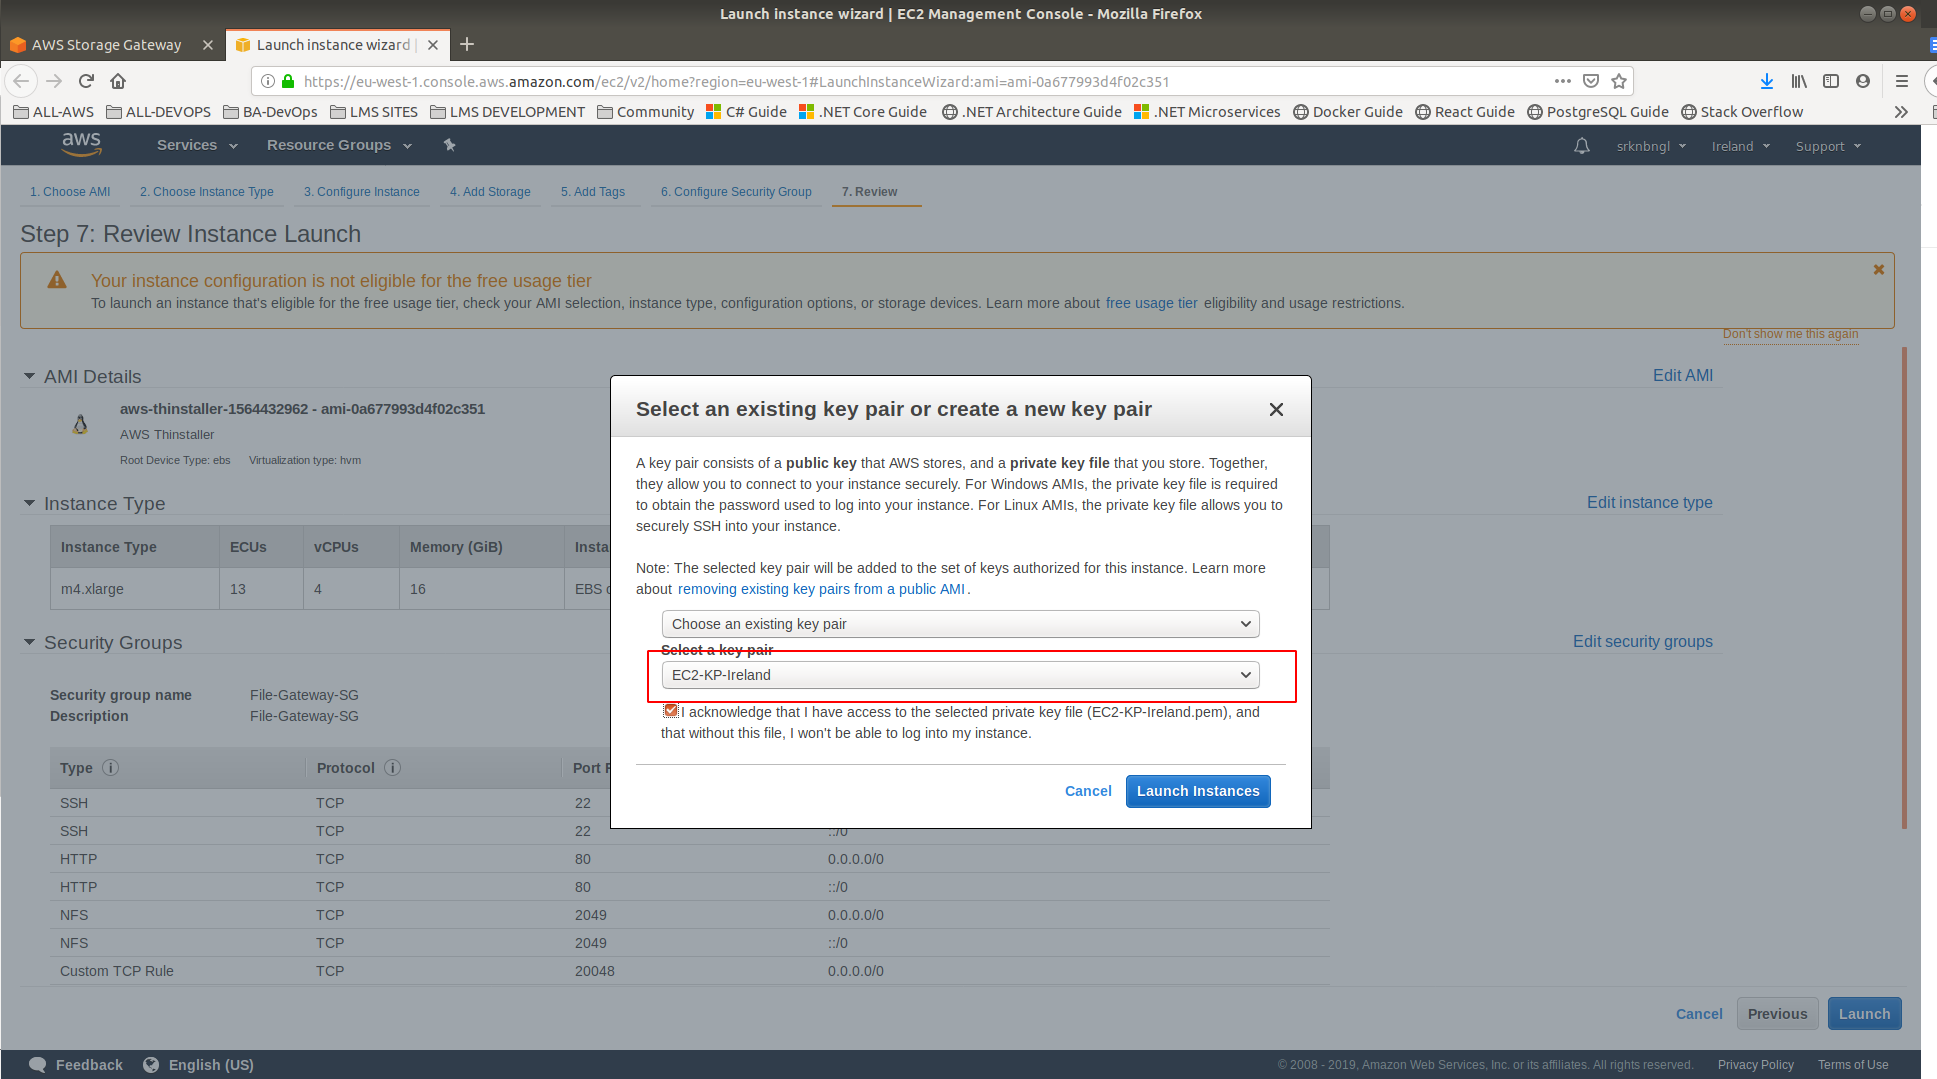 Launch instance wizard | EC2 Management Console - Mozilla Firefox
AWS Storage Gateway
Launch instance wizard |
https://eu-west-1.console.aws.amazon.com/ec2/v2/home?region=eu-west-1#LaunchInstanceWizard:ami=ami-0a677993d4f02c351
ALL-AWS ALL-DEVOPS BA-DevOps LMS SITES LMS DEVELOPMENT Community C# Guide .NET Core Guide .NET Architecture Guide .NET Microservices Docker Guide React Guide PostgreSQL Guide Stack Overflow
aws Services Resource Groups srknbngl Ireland Support
1. Choose AMI 2. Choose Instance Type 3. Configure Instance 4. Add Storage 5. Add Tags 6. Configure Security Group 7. Review
Step 7: Review Instance Launch
Your instance configuration is not eligible for the free usage tier
To launch an instance that's eligible for the free usage tier, check your AMI selection, instance type, configuration options, or storage devices. Learn more about free usage tier eligibility and usage restrictions.
Don't show me this again
AMI Details Edit AMI
aws-thinstaller-1564432962 - ami-0a677993d4f02c351
AWS Thinstaller
Root Device Type: ebs Virtualization type: hvm
Instance Type Edit instance type
Instance Type ECUs vCPUs Memory (GiB) Insta
m4.xlarge 13 4 16 EBS
Security Groups Edit security groups
Security group name File-Gateway-SG
Description File-Gateway-SG
Type Protocol Port
SSH TCP 22
SSH TCP 22 ::/0
HTTP TCP 80 0.0.0.0/0
HTTP TCP 80 ::/0
NFS TCP 2049 0.0.0.0/0
NFS TCP 2049 ::/0
Custom TCP Rule TCP 20048 0.0.0.0/0
Select an existing key pair or create a new key pair
A key pair consists of a public key that AWS stores, and a private key file that you store. Together,
they allow you to connect to your instance securely. For Windows AMIs, the private key file is required
to obtain the password used to log into your instance. For Linux AMIs, the private key file allows you to
securely SSH into your instance.
Note: The selected key pair will be added to the set of keys authorized for this instance. Learn more
about removing existing key pairs from a public AMI .
Choose an existing key pair
Select a key pair
EC2-KP-Ireland
I acknowledge that I have access to the selected private key file (EC2-KP-Ireland.pem), and
that without this file, I won't be able to log into my instance.
Cancel Launch Instances
Cancel Previous Launch
Feedback English (US) © 2008 - 2019, Amazon Web Services, Inc. or its affiliates. All rights reserved. Privacy Policy Terms of Use